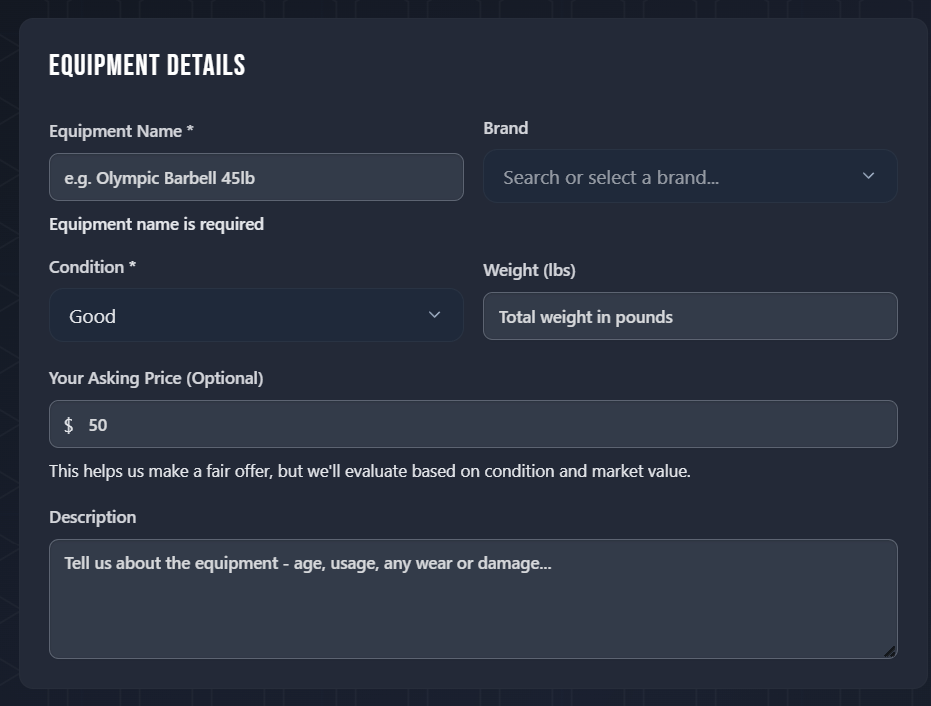 EQUIPMENT DETAILS
Equipment Name *
Brand
e.g. Olympic Barbell 45lb
Search or select a brand...
Equipment name is required
Condition *
Weight (lbs)
Good
Total weight in pounds
Your Asking Price (Optional)
$ 50
This helps us make a fair offer, but we'll evaluate based on condition and market value.
Description
Tell us about the equipment - age, usage, any wear or damage...